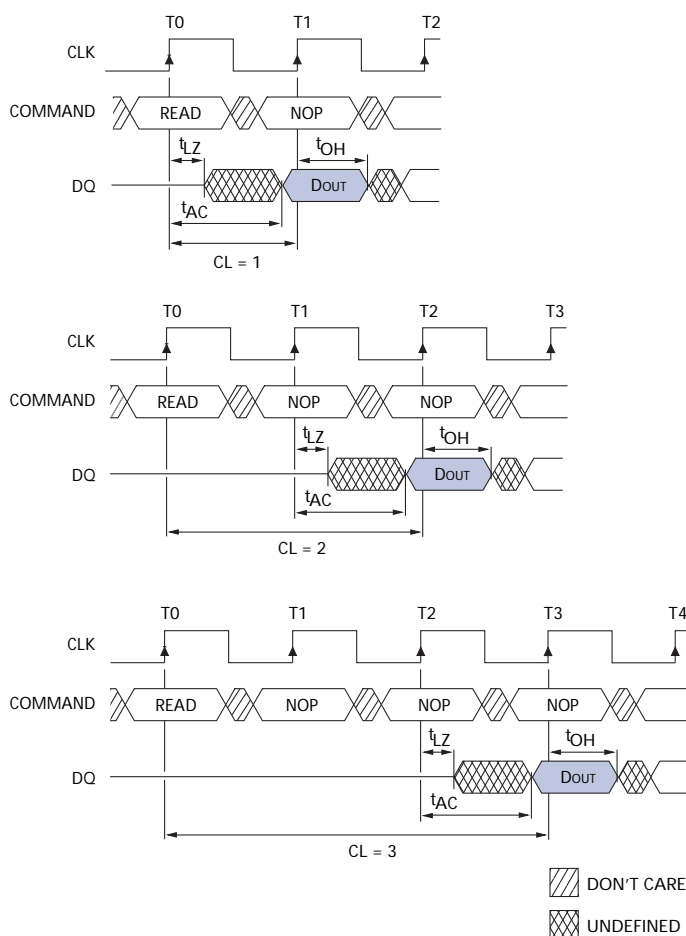 T0 T1 T2
CLK
COMMAND READ NOP
tLZ tOH
DQ DOUT
tAC
CL = 1
T0 T1 T2 T3
CLK
COMMAND READ NOP NOP
tLZ tOH
DQ DOUT
tAC
CL = 2
T0 T1 T2 T3 T4
CLK
COMMAND READ NOP NOP NOP
tLZ tOH
DQ DOUT
tAC
CL = 3
DON'T CARE
UNDEFINED